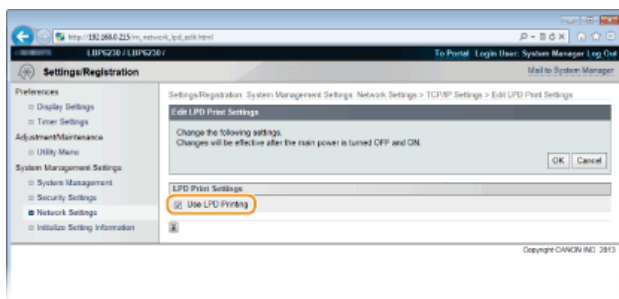 http://192.168.0.215/m_network_lpd_edit.html
LBP6230 / LBP6230 /
To Portal Login User: System Manager Log Out
Settings/Registration
Mail to System Manager
Preferences
Display Settings
Timer Settings
Adjustment/Maintenance
Utility Menu
System Management Settings
System Management
Security Settings
Network Settings
Initialize Setting Information
Settings/Registration: System Management Settings: Network Settings > TCP/IP Settings > Edit LPD Print Settings
Edit LPD Print Settings
Change the following settings.
Changes will be effective after the main power is turned OFF and ON.
OK Cancel
LPD Print Settings
Use LPD Printing
Copyright CANON INC. 2013